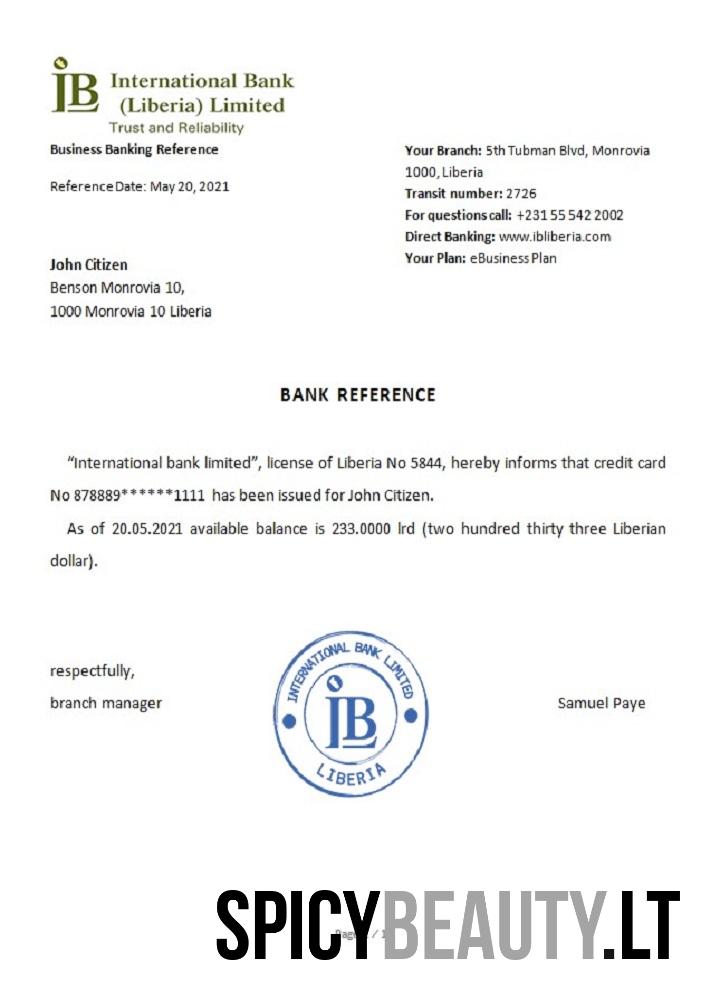 International Bank
(Liberia) Limited
Trust and Reliability
Business Banking Reference
Reference Date: May 20, 2021
Your Branch: 5th Tubman Blvd, Monrovia
1000, Liberia
Transit number: 2726
For questions call: +231 55 542 2002
Direct Banking: www.ibliberia.com
Your Plan: eBusiness Plan
John Citizen
Benson Monrovia 10,
1000 Monrovia 10 Liberia
BANK REFERENCE
“International bank limited”, license of Liberia No 5844, hereby informs that credit card
No 878889******1111 has been issued for John Citizen.
As of 20.05.2021 available balance is 233.0000 lrd (two hundred thirty three Liberian
dollar).
respectfully,
branch manager
INTERNATIONAL BANK LIMITED
IB
LIBERIA
Samuel Paye
SPICYBEAUTY.LT